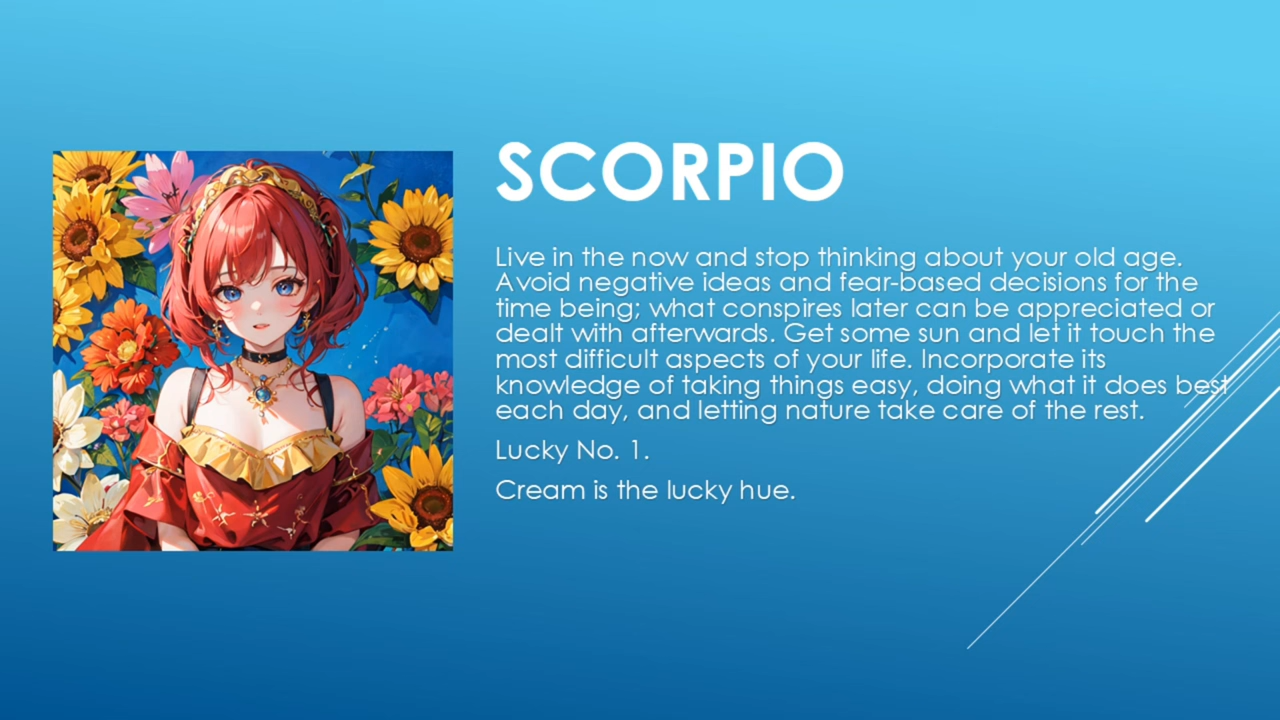 SCORPIO
Live in the now and stop thinking about your old age.
Avoid negative ideas and fear-based decisions for the
time being; what conspires later can be appreciated or
dealt with afterwards. Get some sun and let it touch the
most difficult aspects of your life. Incorporate its
knowledge of taking things easy, doing what it does best
each day, and letting nature take care of the rest.
Lucky No. 1.
Cream is the lucky hue.